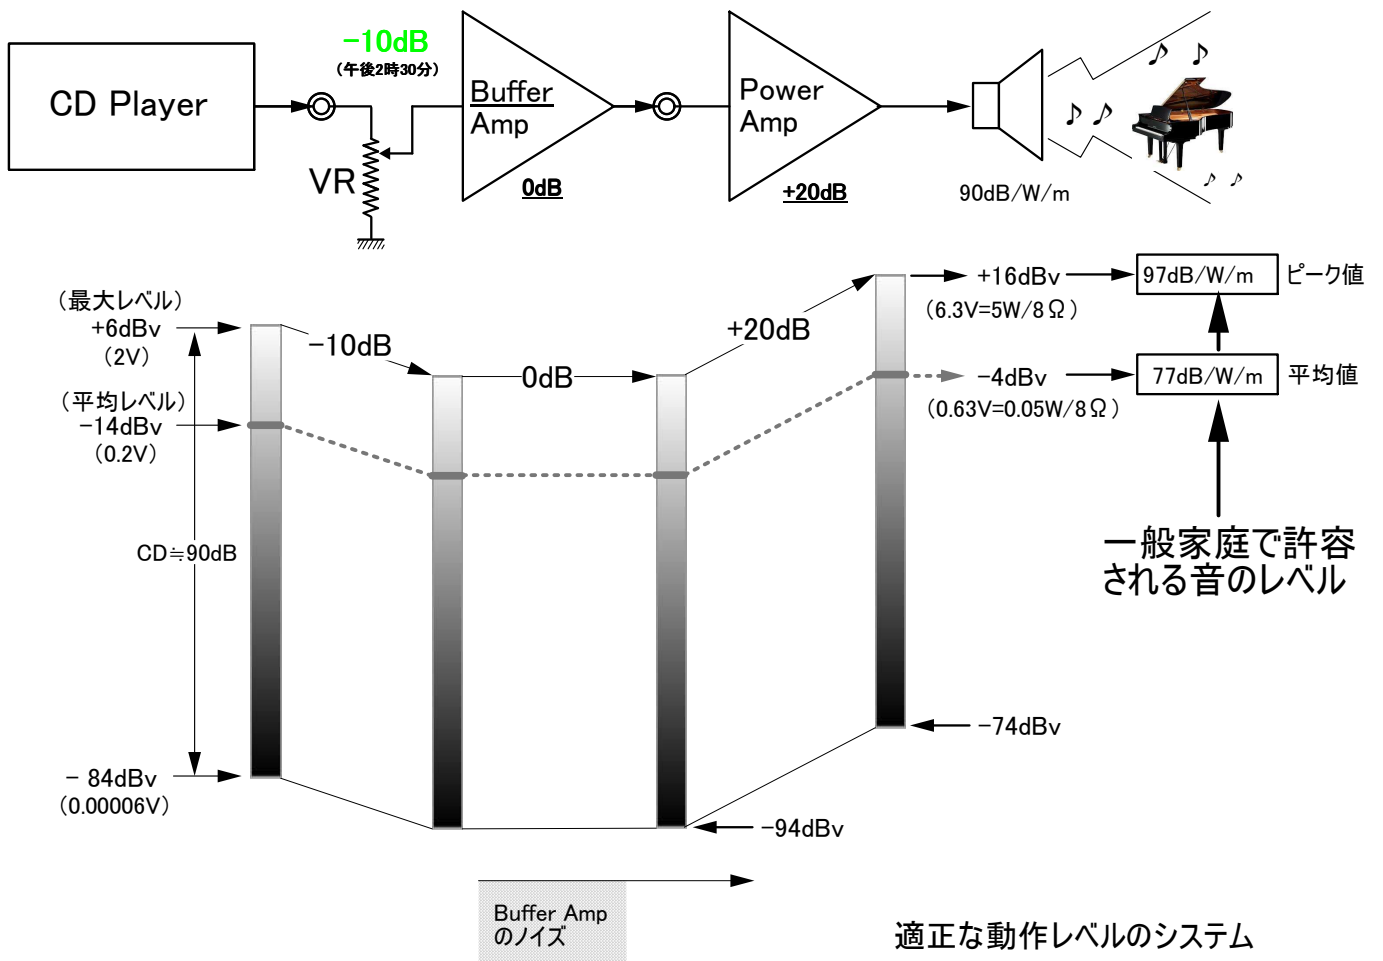 −10dB
(午後2時30分)
CD Player
VR
Buffer
Amp
0dB
Power
Amp
+20dB
90dB/W/m
(最大レベル)
+6dBv
(2V)
−10dB
0dB
+20dB
+16dBv
(6.3V=5W/8Ω)
97dB/W/m
ピーク値
(平均レベル)
−14dBv
(0.2V)
−4dBv
(0.63V=0.05W/8Ω)
77dB/W/m
平均値
CD≒90dB
一般家庭で許容
される音のレベル
−74dBv
− 84dBv
(0.00006V)
−94dBv
Buffer Amp
のノイズ
適正な動作レベルのシステム